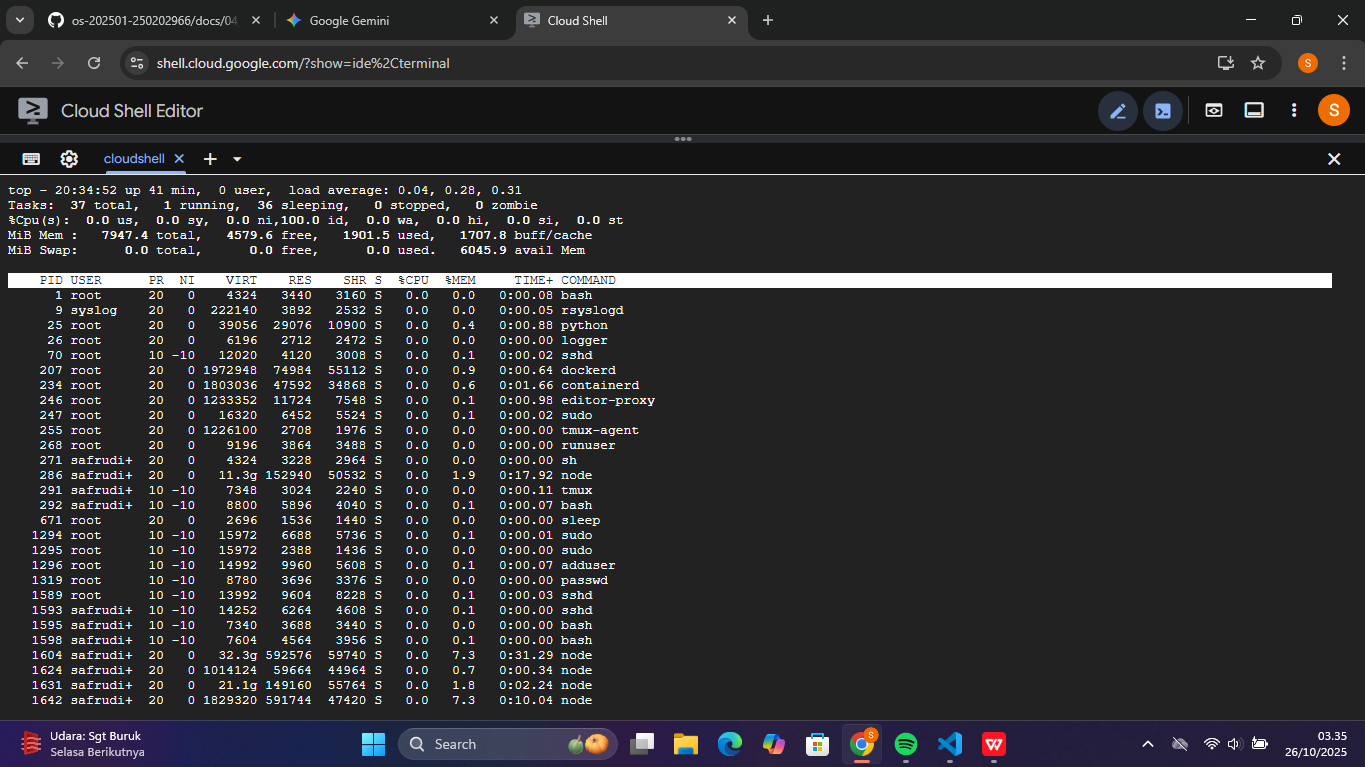 os-202501-250202966/docs/04
Google Gemini
Cloud Shell
shell.cloud.google.com/?show=ide%2Cterminal
S
Cloud Shell Editor
S
cloudshell
top - 20:34:52 up 41 min,  0 user,  load average: 0.04, 0.28, 0.31
Tasks:  37 total,   1 running,  36 sleeping,   0 stopped,   0 zombie
%Cpu(s):  0.0 us,  0.0 sy,  0.0 ni,100.0 id,  0.0 wa,  0.0 hi,  0.0 si,  0.0 st
MiB Mem :   7947.4 total,   4579.6 free,   1901.5 used,   1707.8 buff/cache
MiB Swap:      0.0 total,      0.0 free,      0.0 used.   6045.9 avail Mem
PID USER      PR  NI    VIRT    RES    SHR S  %CPU  %MEM     TIME+ COMMAND
1 root      20   0    4324   3440   3160 S   0.0   0.0   0:00.08 bash
9 syslog    20   0  222140   3892   2532 S   0.0   0.0   0:00.05 rsyslogd
25 root      20   0   39056  29076  10900 S   0.0   0.4   0:00.88 python
26 root      20   0    6196   2712   2472 S   0.0   0.0   0:00.00 logger
70 root      10 -10   12020   4120   3008 S   0.0   0.1   0:00.02 sshd
207 root      20   0 1972948  74984  55112 S   0.0   0.9   0:00.64 dockerd
234 root      20   0 1803036  47592  34868 S   0.0   0.6   0:01.66 containerd
246 root      20   0 1233352  11724   7548 S   0.0   0.1   0:00.98 editor-proxy
247 root      20   0   16320   6452   5524 S   0.0   0.1   0:00.02 sudo
255 root      20   0 1226100   2708   1976 S   0.0   0.0   0:00.00 tmux-agent
268 root      20   0    9196   3864   3488 S   0.0   0.0   0:00.00 runuser
271 safrudi+  20   0    4324   3228   2964 S   0.0   0.0   0:00.00 sh
286 safrudi+  20   0   11.3g 152940  50532 S   0.0   1.9   0:17.92 node
291 safrudi+  10 -10    7348   3024   2240 S   0.0   0.0   0:00.11 tmux
292 safrudi+  10 -10    8800   5896   4040 S   0.0   0.1   0:00.07 bash
671 root      20   0    2696   1536   1440 S   0.0   0.0   0:00.00 sleep
1294 root      10 -10   15972   6688   5736 S   0.0   0.1   0:00.01 sudo
1295 root      10 -10   15972   2388   1436 S   0.0   0.0   0:00.00 sudo
1296 root      10 -10   14992   9960   5608 S   0.0   0.1   0:00.07 adduser
1319 root      10 -10    8780   3696   3376 S   0.0   0.0   0:00.00 passwd
1589 root      10 -10   13992   9604   8228 S   0.0   0.1   0:00.03 sshd
1593 safrudi+  10 -10   14252   6264   4608 S   0.0   0.1   0:00.00 sshd
1595 safrudi+  10 -10    7340   3688   3440 S   0.0   0.0   0:00.00 bash
1598 safrudi+  10 -10    7604   4564   3956 S   0.0   0.1   0:00.00 bash
1604 safrudi+  20   0   32.3g 592576  59740 S   0.0   7.3   0:31.29 node
1624 safrudi+  20   0 1014124  59664  44964 S   0.0   0.7   0:00.34 node
1631 safrudi+  20   0   21.1g 149160  55764 S   0.0   1.8   0:02.24 node
1642 safrudi+  20   0 1829320 591744  47420 S   0.0   7.3   0:10.04 node
Udara: Sgt Buruk
Selasa Berikutnya
Search
S
W
03.35
26/10/2025